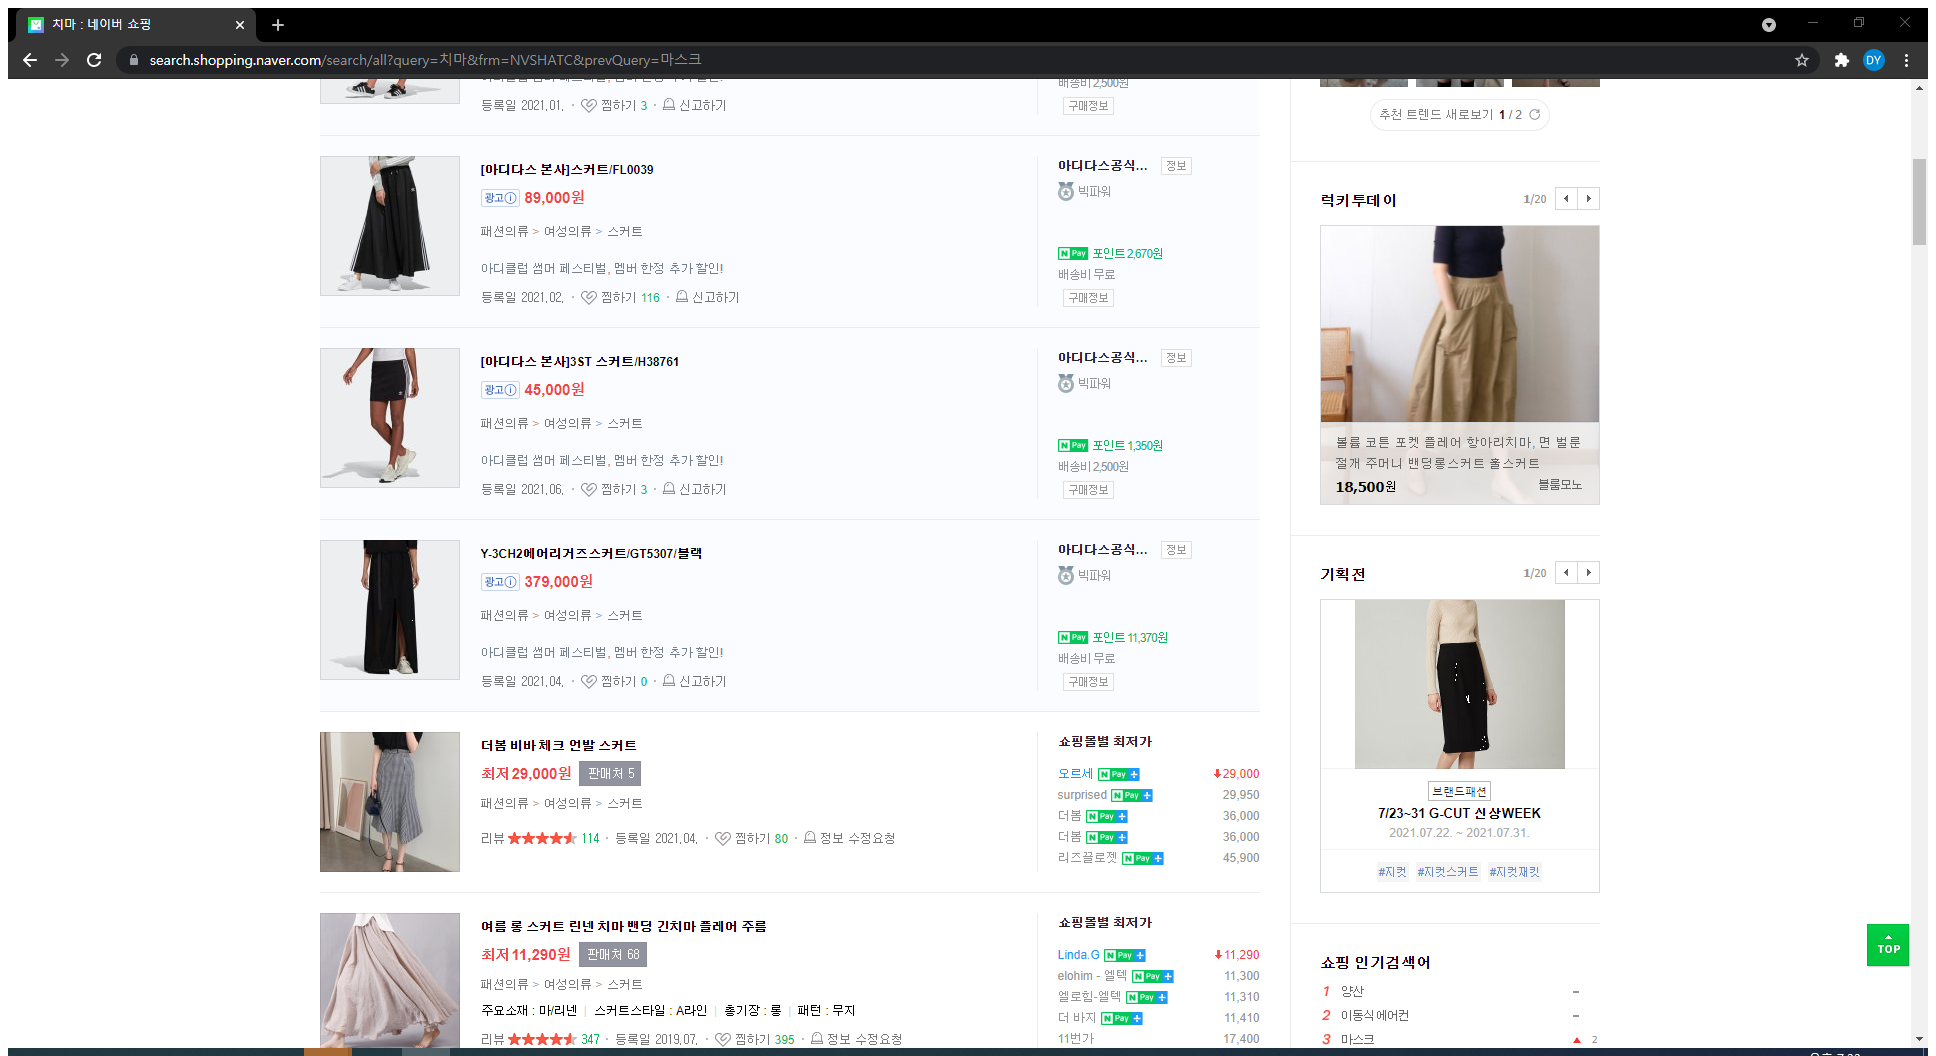 치마 : 네이버 쇼핑
search.shopping.naver.com/search/all?query=치마&frm=NVSHATC&prevQuery=마스크
DY
등록일 2021.01. · 찜하기 3 · 신고하기
배송비 2,500원
구매정보
[아디다스 본사]스커트/FL0039
광고 89,000원
패션의류 > 여성의류 > 스커트
아디클럽 썸머 페스티벌, 멤버 한정 추가 할인!
등록일 2021.02. · 찜하기 116 · 신고하기
아디다스공식... 정보
빅파워
N Pay 포인트 2,670원
배송비 무료
구매정보
[아디다스 본사]3ST 스커트/H38761
광고 45,000원
패션의류 > 여성의류 > 스커트
아디클럽 썸머 페스티벌, 멤버 한정 추가 할인!
등록일 2021.06. · 찜하기 3 · 신고하기
아디다스공식... 정보
빅파워
N Pay 포인트 1,350원
배송비 2,500원
구매정보
Y-3CH2에어리거즈스커트/GT5307/블랙
광고 379,000원
패션의류 > 여성의류 > 스커트
아디클럽 썸머 페스티벌, 멤버 한정 추가 할인!
등록일 2021.04. · 찜하기 0 · 신고하기
아디다스공식... 정보
빅파워
N Pay 포인트 11,370원
배송비 무료
구매정보
더봄 비바 체크 언발 스커트
최저 29,000원 판매처 5
패션의류 > 여성의류 > 스커트
리뷰 114 · 등록일 2021.04. · 찜하기 80 · 정보 수정요청
쇼핑몰별 최저가
오르세 N Pay + 29,000
surprised N Pay + 29,950
더봄 N Pay + 36,000
더봄 N Pay + 36,000
리즈끌로젯 N Pay + 45,900
여름 롱 스커트 린넨 치마 밴딩 긴치마 플레어 주름
최저 11,290원 판매처 68
패션의류 > 여성의류 > 스커트
주요소재 : 마/리넨 | 스커트스타일 : A라인 | 총기장 : 롱 | 패턴 : 무지
리뷰 347 · 등록일 2019.07. · 찜하기 395 · 정보 수정요청
쇼핑몰별 최저가
Linda.G N Pay + 11,290
elohim - 엘텍 N Pay + 11,300
엘로힘-엘텍 N Pay + 11,310
더 바지 N Pay + 11,410
11번가 17,400
추천 트렌드 새로보기 1 / 2
럭키투데이 1/20
볼륨 코튼 포켓 플레어 항아리치마, 면 벌룬
절개 주머니 밴딩롱스커트 홀스커트
18,500원 블룸모노
기획전 1/20
브랜드패션
7/23~31 G-CUT 신상WEEK
2021.07.22. ~ 2021.07.31.
#지컷 #지컷스커트 #지컷재킷
쇼핑 인기검색어
1 양산 –
2 이동식에어컨 –
3 마스크 2
TOP